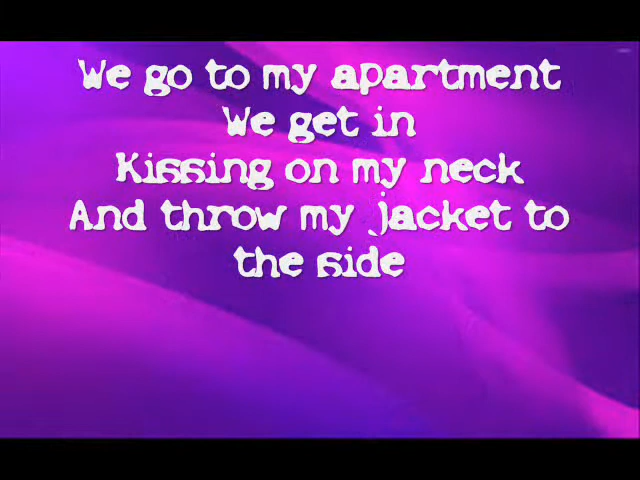 We go to my apartment
We get in
Kissing on my neck
And throw my jacket to
the side